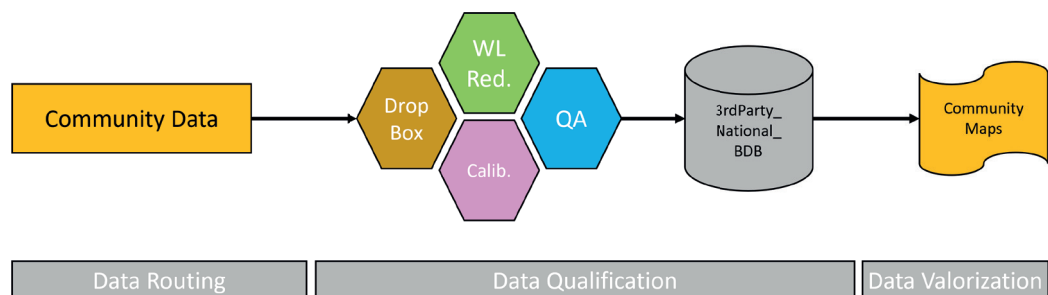 Community Data
Drop
Box
WL
Red.
Calib.
QA
3rdParty_
National_
BDB
Community
Maps
Data Routing
Data Qualification
Data Valorization